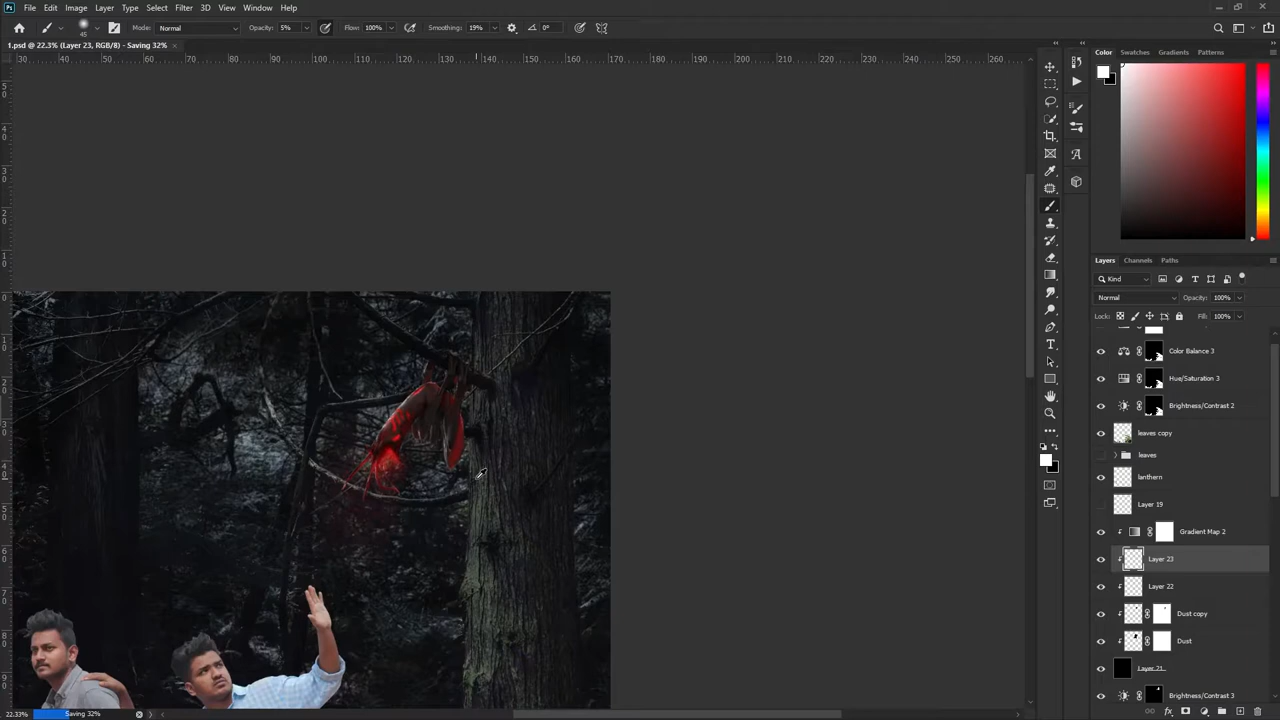 Ps File Edit Image Layer Type Select Filter 3D View Window Help
45 Mode: Normal Opacity: 5% Flow: 100% Smoothing: 19% 0°
1.psd @ 22.3% (Layer 23, RGB/8) - Saving 32% ×
30 40 50 60 70 80 90 100 110 120 130 140 150 160 170 180 190 200 210 220 230 240 250 260
Color Swatches Gradients Patterns
Layers Channels Paths
Kind
Normal Opacity: 100%
Lock: Fill: 100%
Color Balance 3
Hue/Saturation 3
Brightness/Contrast 2
leaves copy
leaves
lanthern
Layer 19
Gradient Map 2
Layer 23
Layer 22
Dust copy
Dust
Layer 21
Brightness/Contrast 3
22.33% Saving 32%